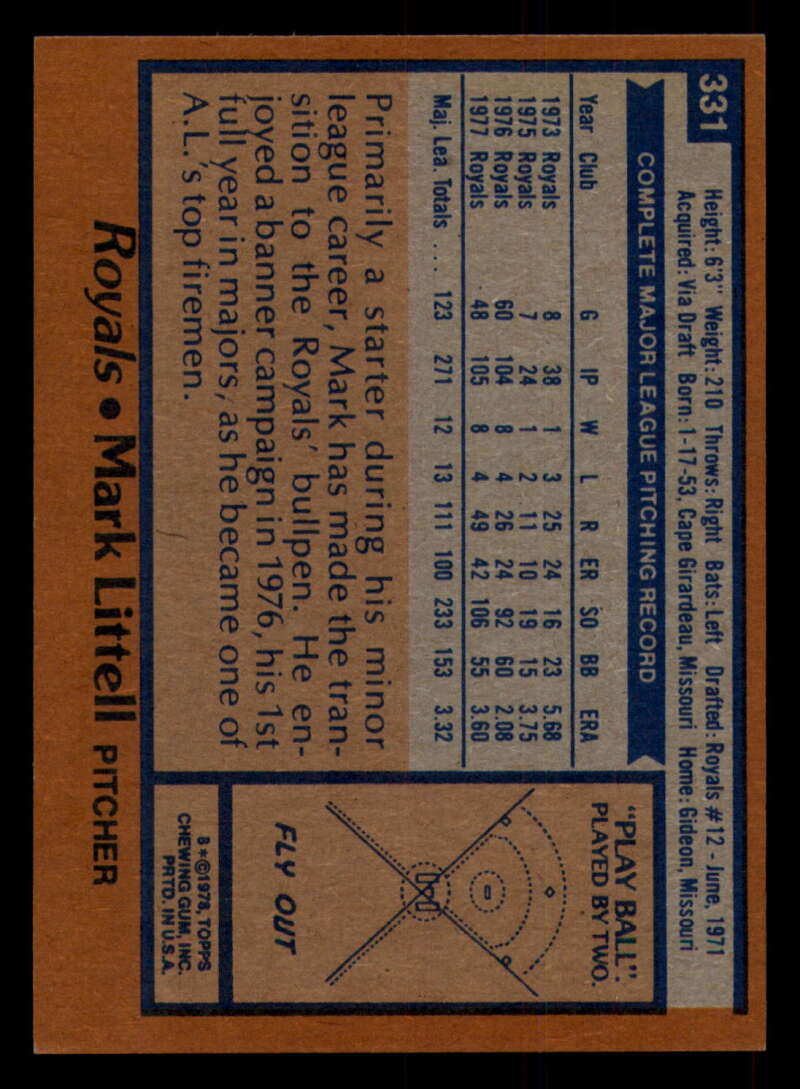 331
Height: 6'3" Weight: 210 Throws: Right Bats: Left Drafted: Royals #12 - June, 1971
Acquired: Via Draft Born: 1-17-53, Cape Girardeau, Missouri Home: Gideon, Missouri
COMPLETE MAJOR LEAGUE PITCHING RECORD
Year Club G IP W L R ER SO BB ERA
1973 Royals 8 38 1 3 25 24 16 23 5.68
1975 Royals 7 24 1 2 11 10 19 15 3.75
1976 Royals 60 104 8 4 26 24 92 60 2.08
1977 Royals 48 105 8 4 49 42 106 55 3.60
Maj. Lea. Totals ... 123 271 12 13 111 100 233 153 3.32
Primarily a starter during his minor
league career, Mark has made the tran-
sition to the Royals' bullpen. He en-
joyed a banner campaign in 1976, his 1st
full year in majors, as he became one of
A.L.'s top firemen.
"PLAY BALL":
PLAYED BY TWO.
FLY OUT
B*©1978, TOPPS
CHEWING GUM, INC.
PRTD. IN U.S.A.
Royals • Mark Littell PITCHER